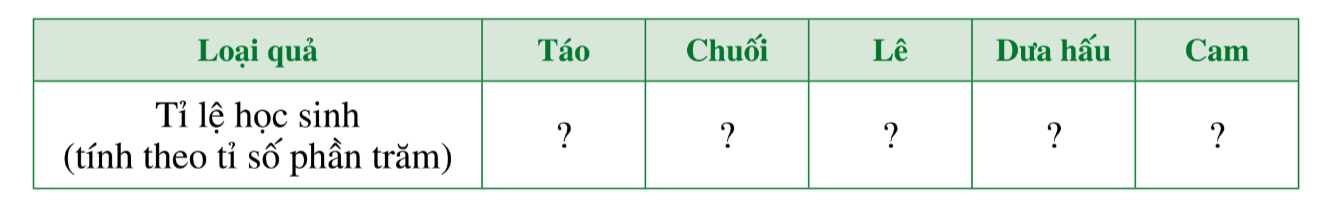 Loại quả Táo Chuối Lê Dưa hấu Cam
Tỉ lệ học sinh
(tính theo tỉ số phần trăm) ? ? ? ? ?